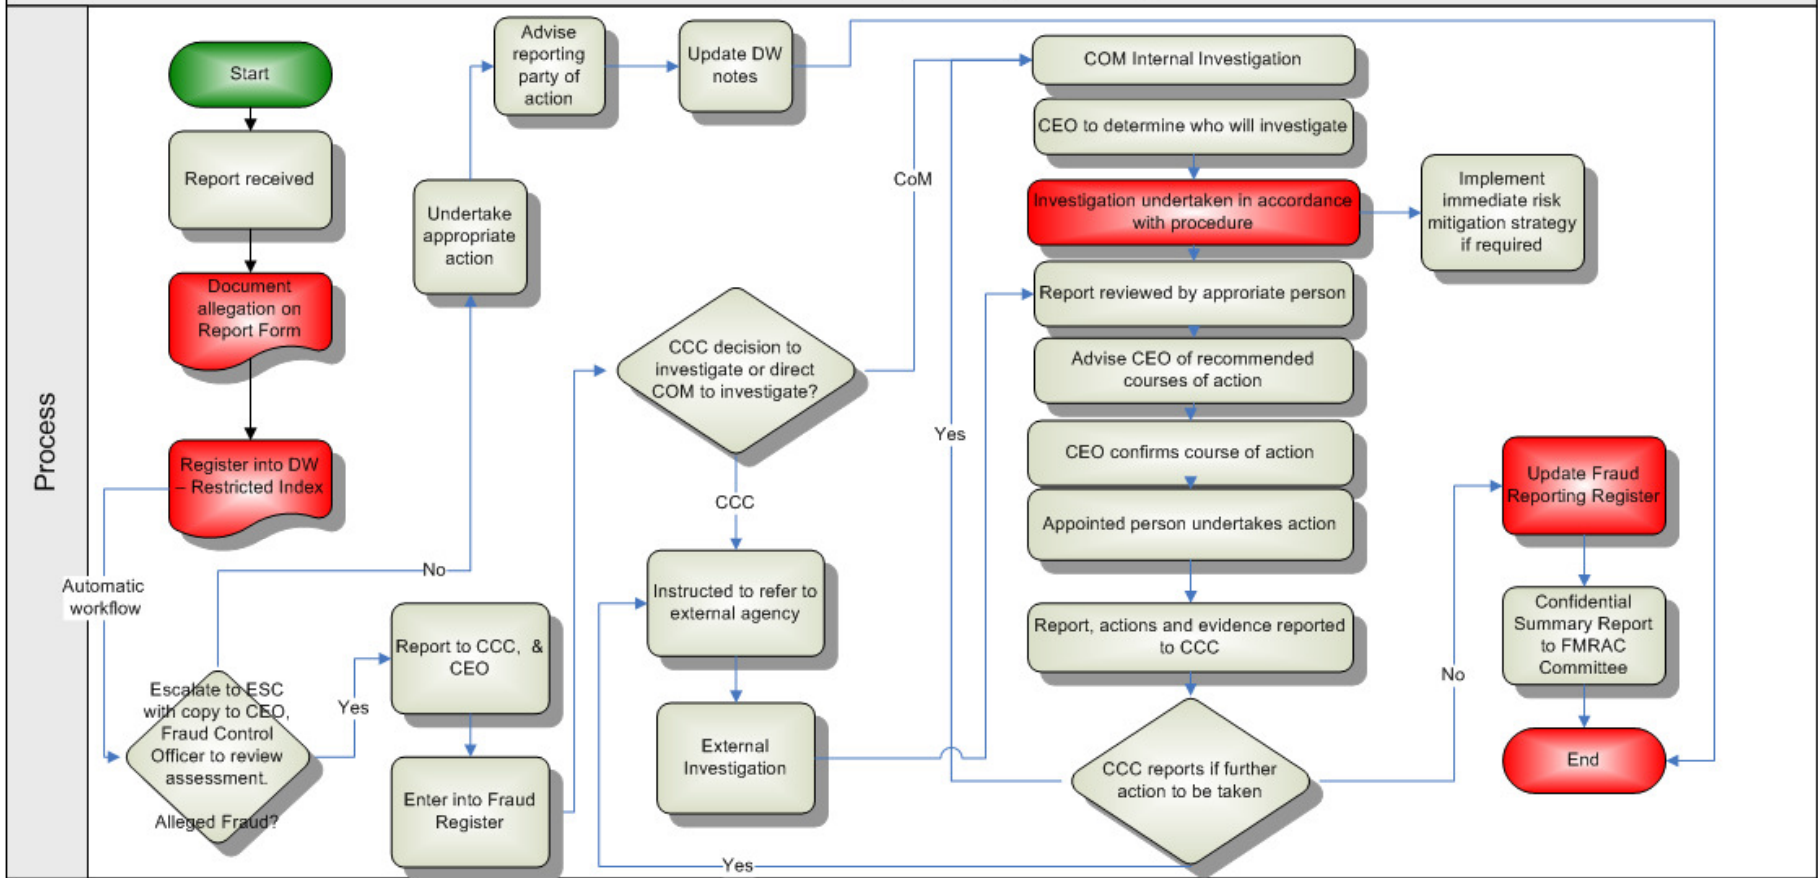 Process
Start
Report received
Document
allegation on
Report Form
Register into DW
– Restricted Index
Automatic
workflow
Escalate to ESC
with copy to CEO,
Fraud Control
Officer to review
assessment.
Alleged Fraud?
No
Yes
Undertake
appropriate
action
Advise
reporting
party of
action
Update DW
notes
Report to CCC,  &
CEO
Enter into Fraud
Register
CCC decision to
investigate or direct
COM to investigate?
CoM
CCC
Instructed to refer to
external agency
External
Investigation
Yes
COM Internal Investigation
CEO to determine who will investigate
Investigation undertaken in accordance
with procedure
Implement
immediate risk
mitigation strategy
if required
Report reviewed by approriate person
Advise CEO of recommended
courses of action
CEO confirms course of action
Appointed person undertakes action
Report, actions and evidence reported
to CCC
CCC reports if further
action to be taken
Yes
No
Update Fraud
Reporting Register
Confidential
Summary Report
to FMRAC
Committee
End